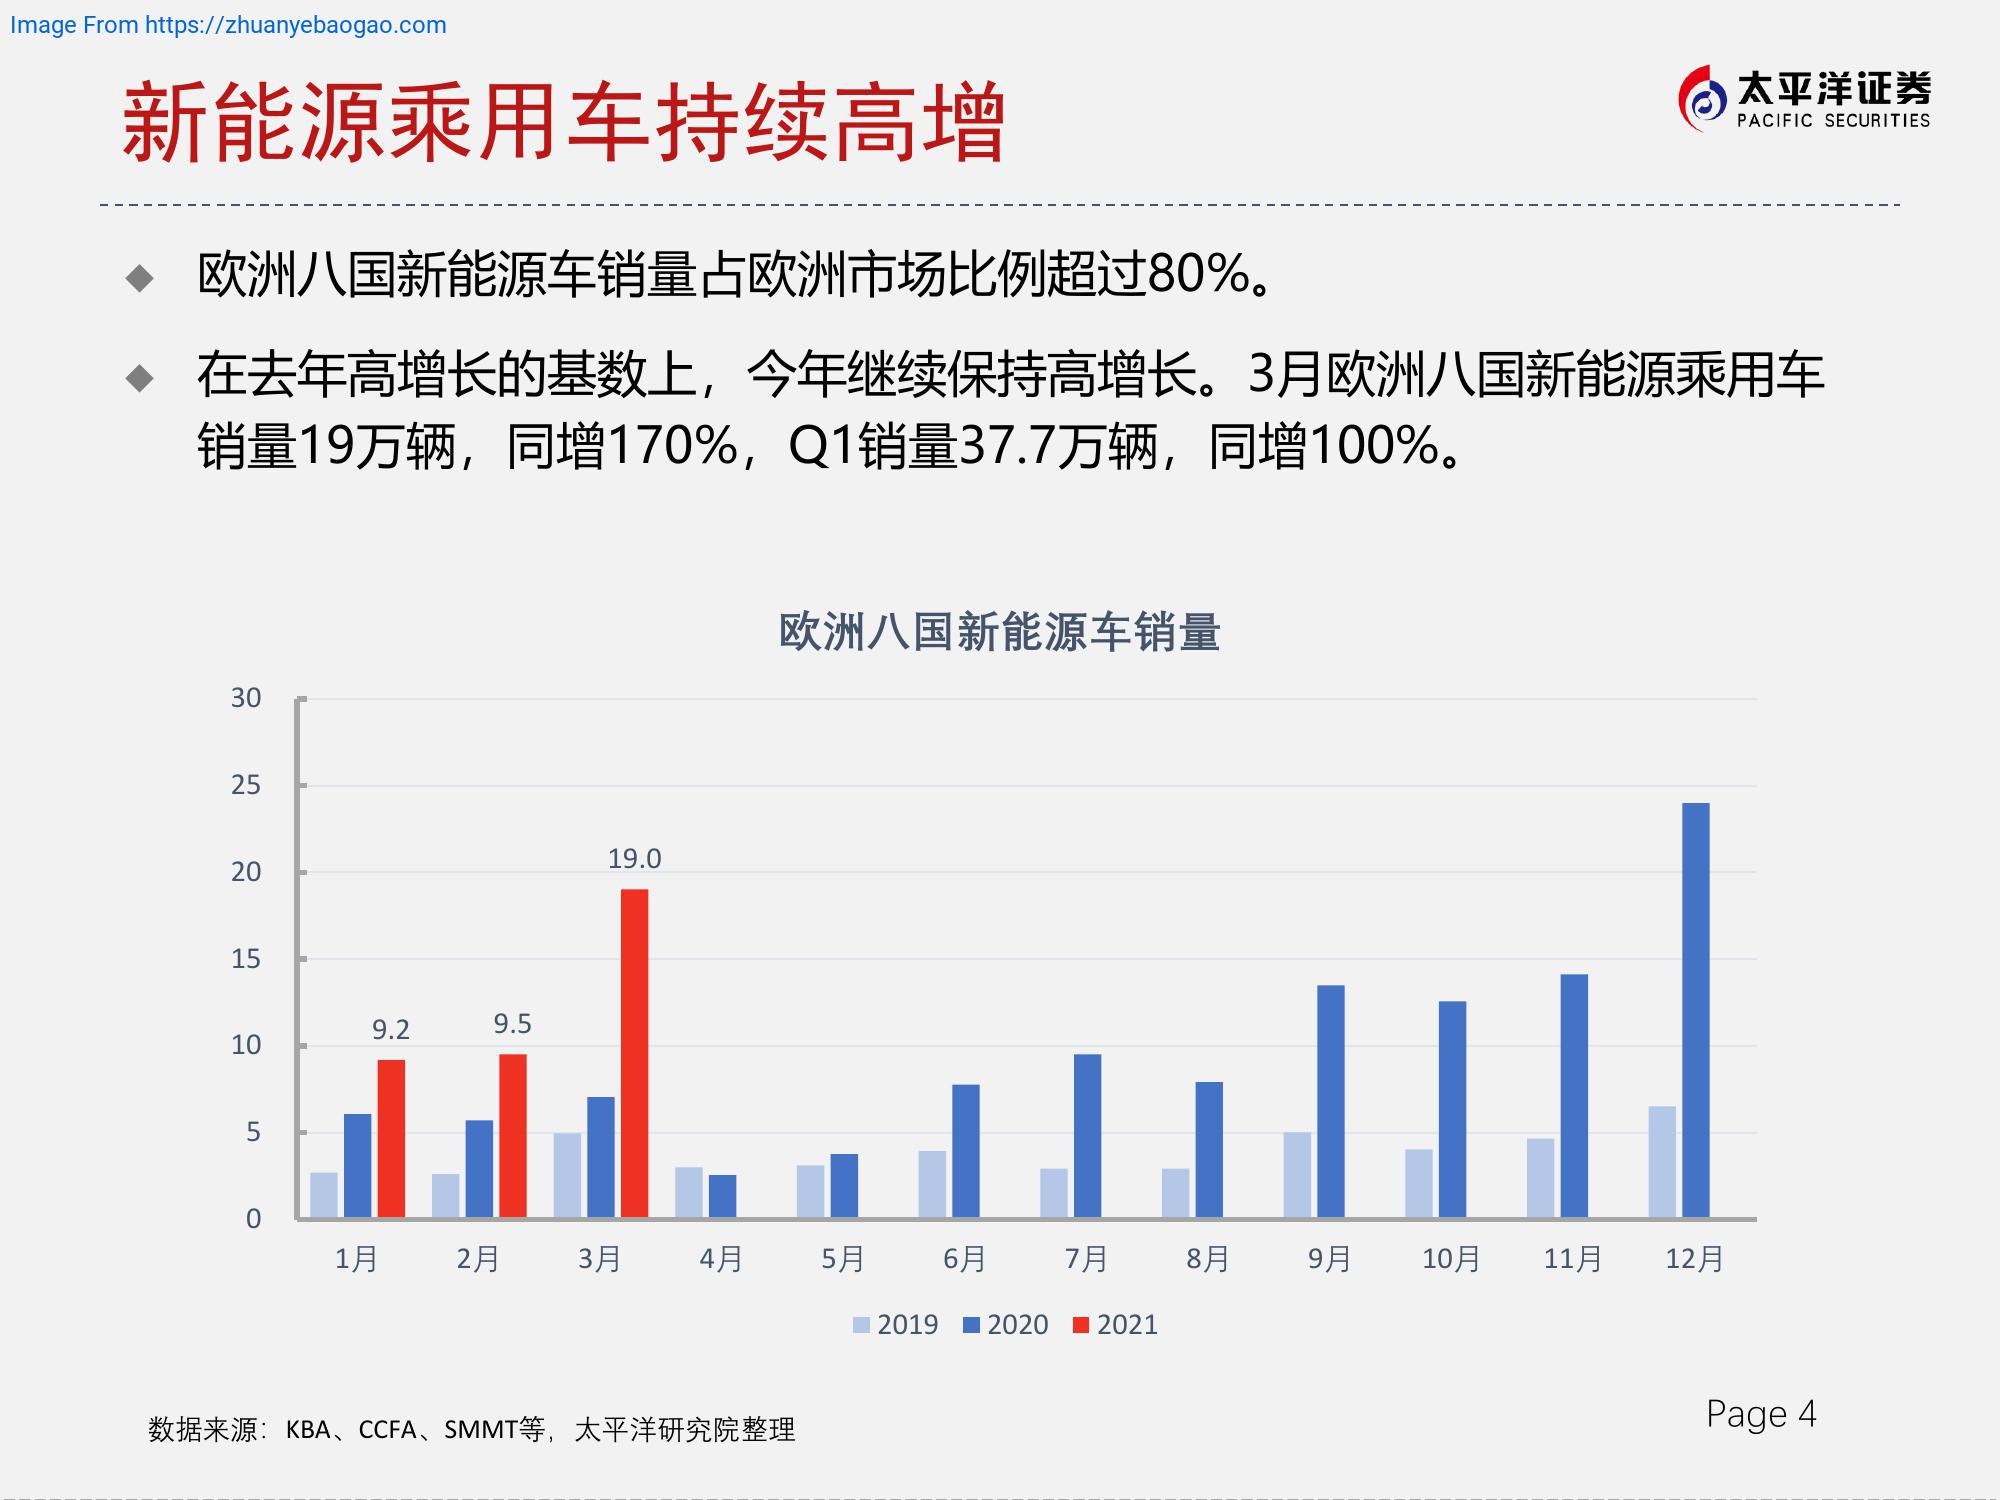 Image From https://zhuanyebaogao.com
新能源乘用车持续高增
太平洋证券
PACIFIC SECURITIES
欧洲八国新能源车销量占欧洲市场比例超过80%。
在去年高增长的基数上，今年继续保持高增长。3月欧洲八国新能源乘用车
销量19万辆，同增170%，Q1销量37.7万辆，同增100%。
欧洲八国新能源车销量
30
25
20
15
10
5
0
9.2
9.5
19.0
1月 2月 3月 4月 5月 6月 7月 8月 9月 10月 11月 12月
2019 2020 2021
数据来源：KBA、CCFA、SMMT等，太平洋研究院整理
Page 4